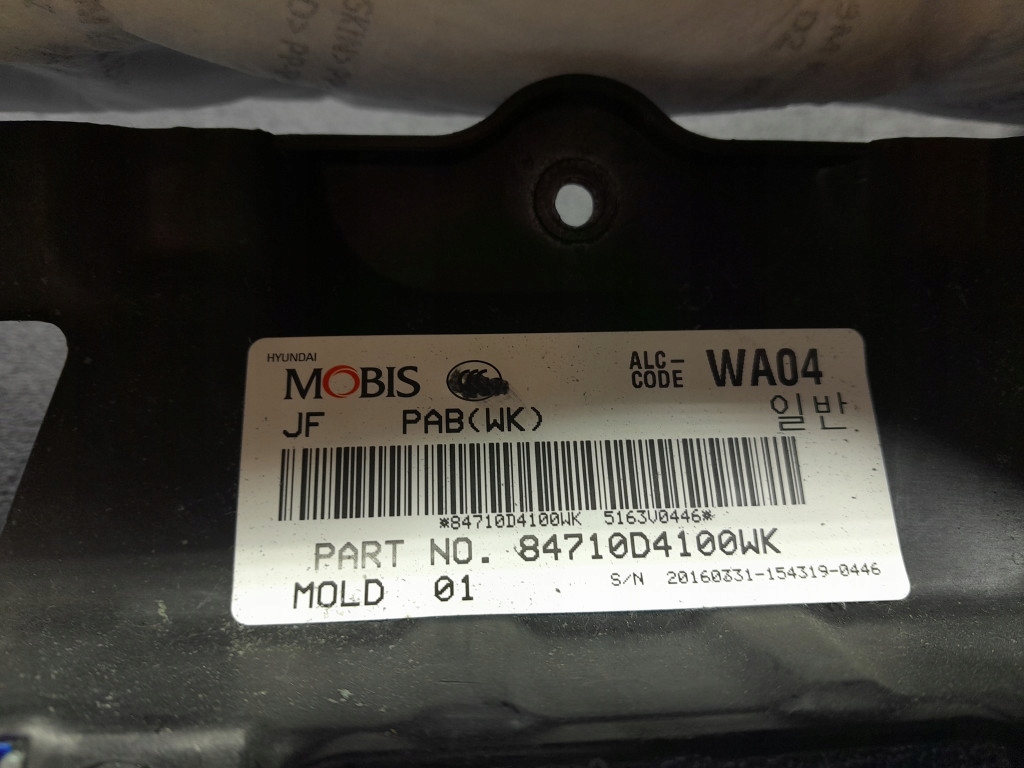 HYUNDAI
MOBIS
ALC-
CODE WA04
JF PAB(WK) 일반
*84710D4100WK 5163V0446*
PART NO. 84710D4100WK
MOLD 01 S/N 20160331-154319-0446